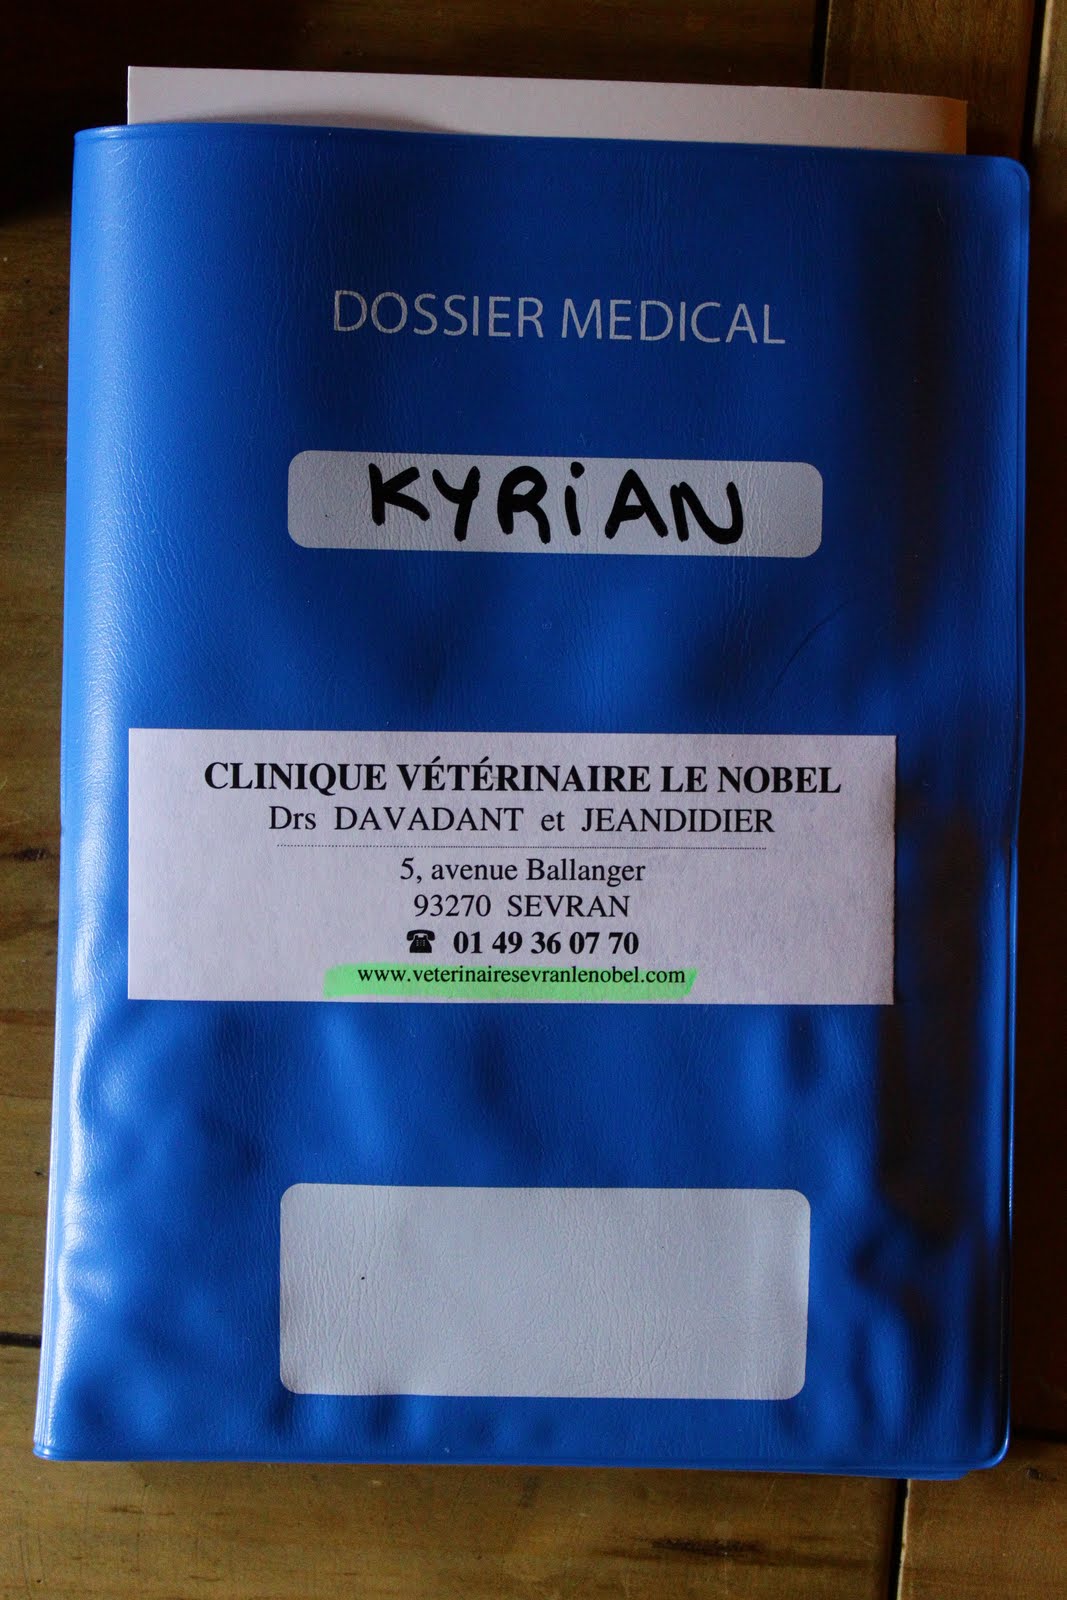 DOSSIER MEDICAL
KYRiAN
CLINIQUE VÉTÉRINAIRE LE NOBEL
Drs DAVADANT et JEANDIDIER
5, avenue Ballanger
93270 SEVRAN
☎ 01 49 36 07 70
www.veterinairesevranlenobel.com